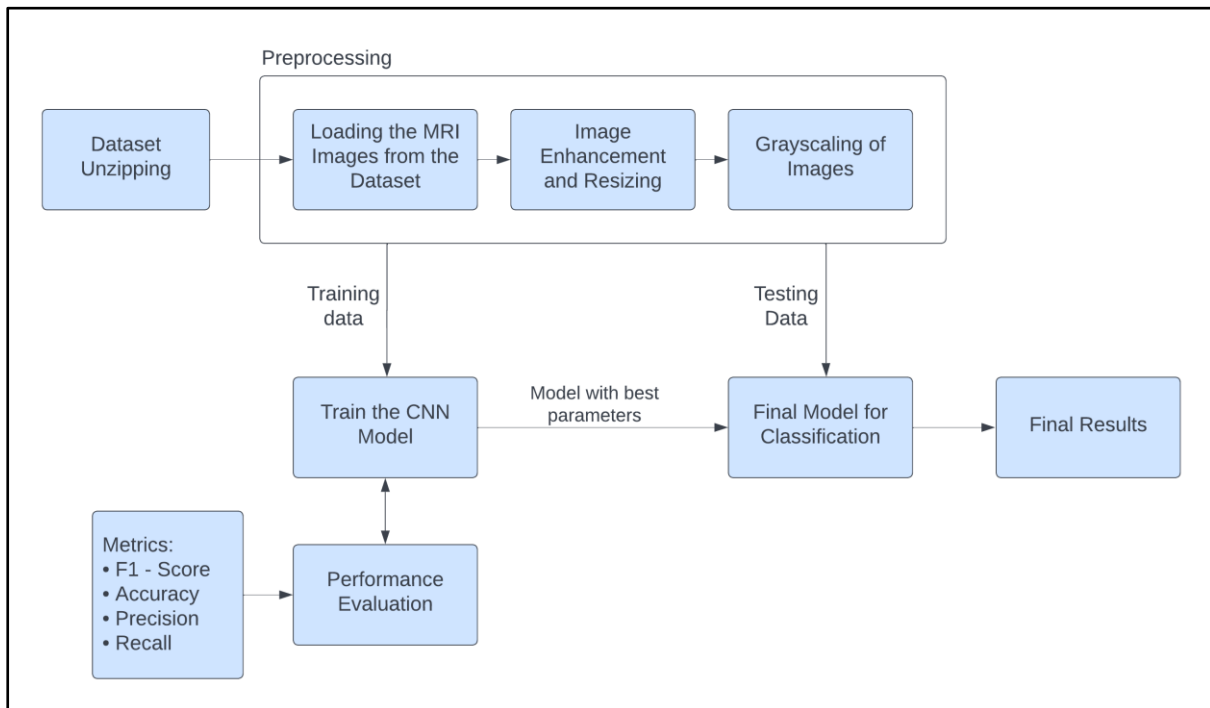 Preprocessing
Dataset
Unzipping
Loading the MRI
Images from the
Dataset
Image
Enhancement
and Resizing
Grayscaling of
Images
Training
data
Testing
Data
Train the CNN
Model
Model with best
parameters
Final Model for
Classification
Final Results
Metrics:
• F1 - Score
• Accuracy
• Precision
• Recall
Performance
Evaluation